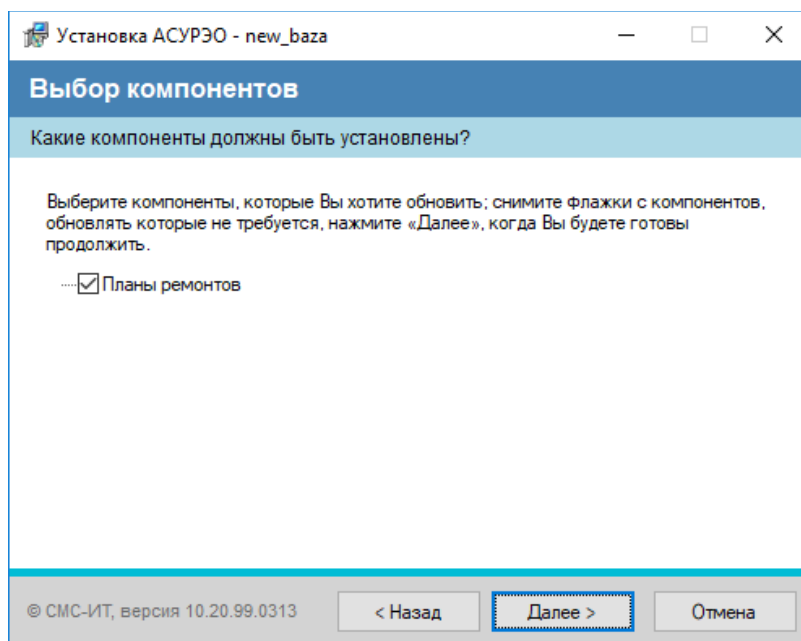 Установка АСУРЭО - new_baza
Выбор компонентов
Какие компоненты должны быть установлены?
Выберите компоненты, которые Вы хотите обновить; снимите флажки с компонентов,
обновлять которые не требуется, нажмите «Далее», когда Вы будете готовы
продолжить.
Планы ремонтов
© СМС-ИТ, версия 10.20.99.0313
< Назад
Далее >
Отмена